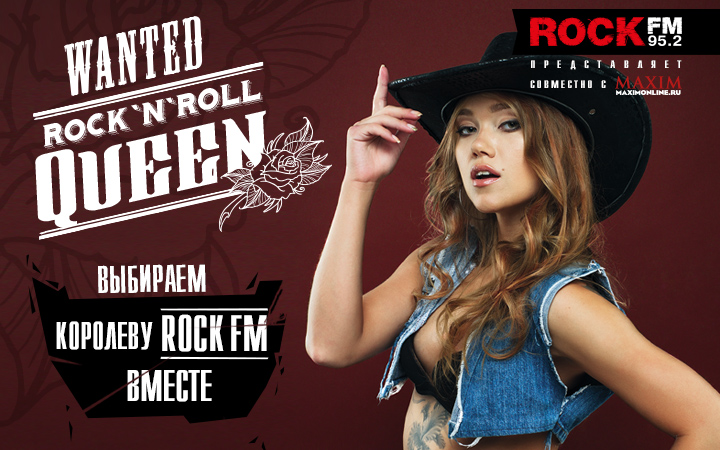 WANTED
ROCK`N`ROLL
QUEEN
ВЫБИРАЕМ
КОРОЛЕВУ ROCK FM
ВМЕСТЕ
ROCK FM
95.2
ПРЕДСТАВЛЯЕТ
СОВМЕСТНО С MAXIM
MAXIMONLINE.RU